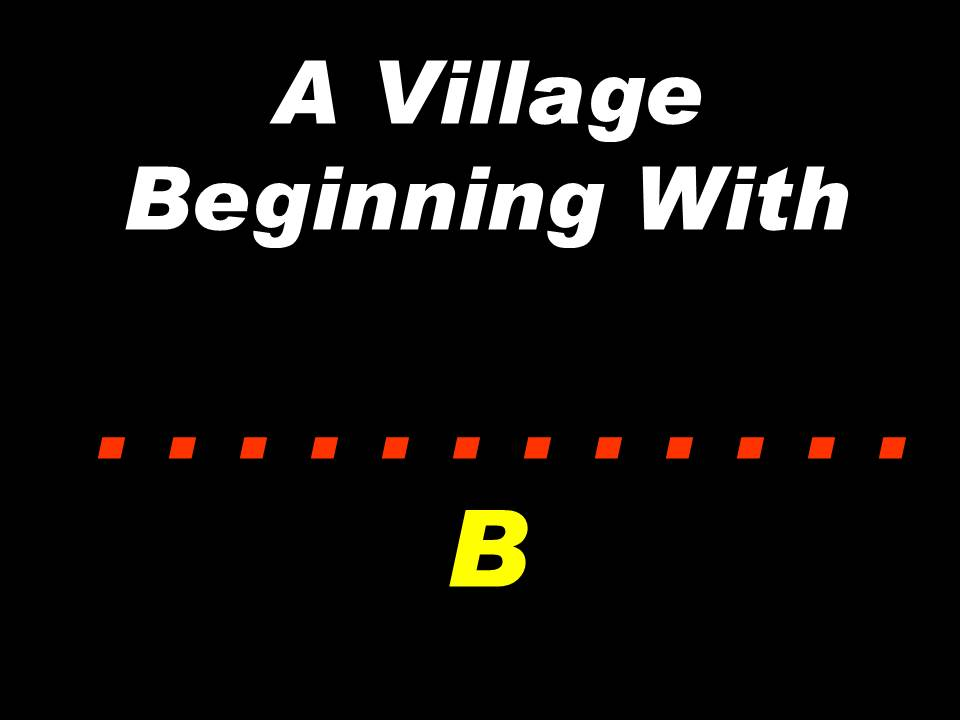 A Village
Beginning With
. . . . . . . . . . . .
B